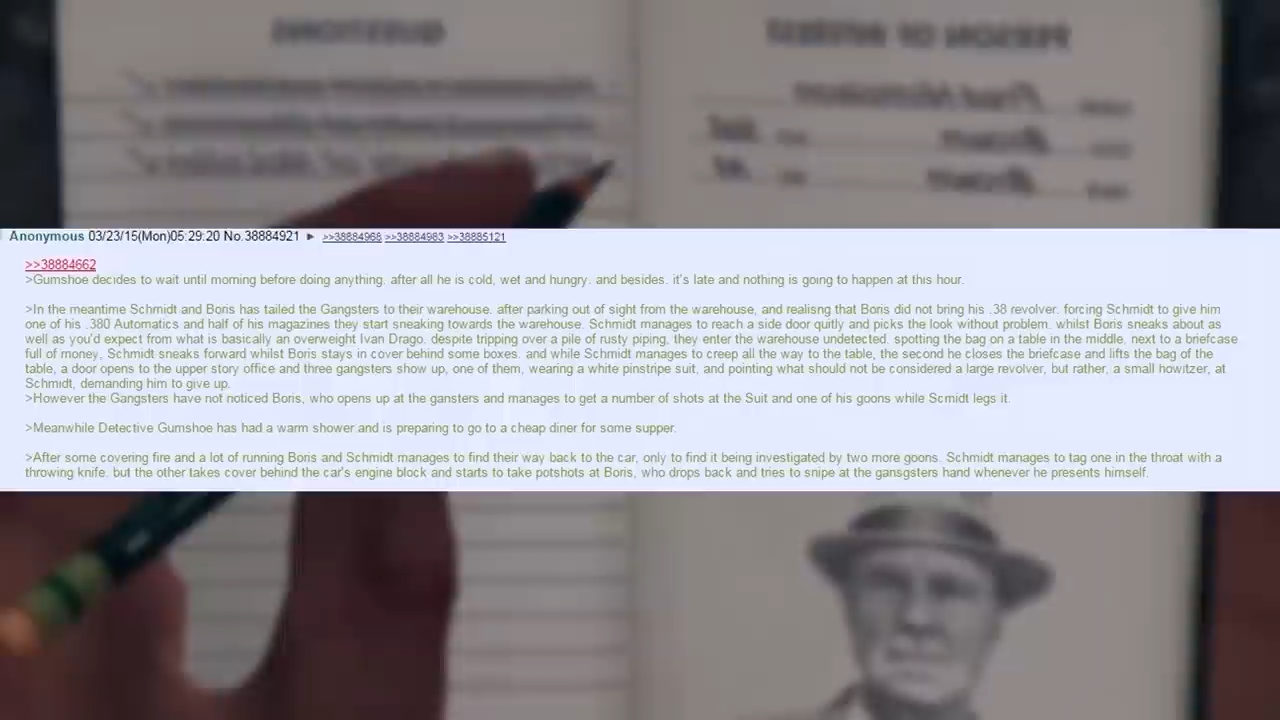 Anonymous 03/23/15(Mon)05:29:20 No.38884921 ► >>38884968 >>38884983 >>38885121
>>38884662
>Gumshoe decides to wait until morning before doing anything. after all he is cold, wet and hungry. and besides. it's late and nothing is going to happen at this hour.
>In the meantime Schmidt and Boris has tailed the Gangsters to their warehouse. after parking out of sight from the warehouse, and realisng that Boris did not bring his .38 revolver. forcing Schmidt to give him
one of his .380 Automatics and half of his magazines they start sneaking towards the warehouse. Schmidt manages to reach a side door quitly and picks the look without problem. whilst Boris sneaks about as
well as you'd expect from what is basically an overweight Ivan Drago. despite tripping over a pile of rusty piping, they enter the warehouse undetected. spotting the bag on a table in the middle. next to a briefcase
full of money, Schmidt sneaks forward whilst Boris stays in cover behind some boxes. and while Schmidt manages to creep all the way to the table, the second he closes the briefcase and lifts the bag of the
table, a door opens to the upper story office and three gangsters show up, one of them, wearing a white pinstripe suit, and pointing what should not be considered a large revolver, but rather, a small howitzer, at
Schmidt, demanding him to give up.
>However the Gangsters have not noticed Boris, who opens up at the gansters and manages to get a number of shots at the Suit and one of his goons while Scmidt legs it.
>Meanwhile Detective Gumshoe has had a warm shower and is preparing to go to a cheap diner for some supper.
>After some covering fire and a lot of running Boris and Schmidt manages to find their way back to the car, only to find it being investigated by two more goons. Schmidt manages to tag one in the throat with a
throwing knife. but the other takes cover behind the car's engine block and starts to take potshots at Boris, who drops back and tries to snipe at the gansgsters hand whenever he presents himself.
QUESTIONS
PERSON OF INTEREST